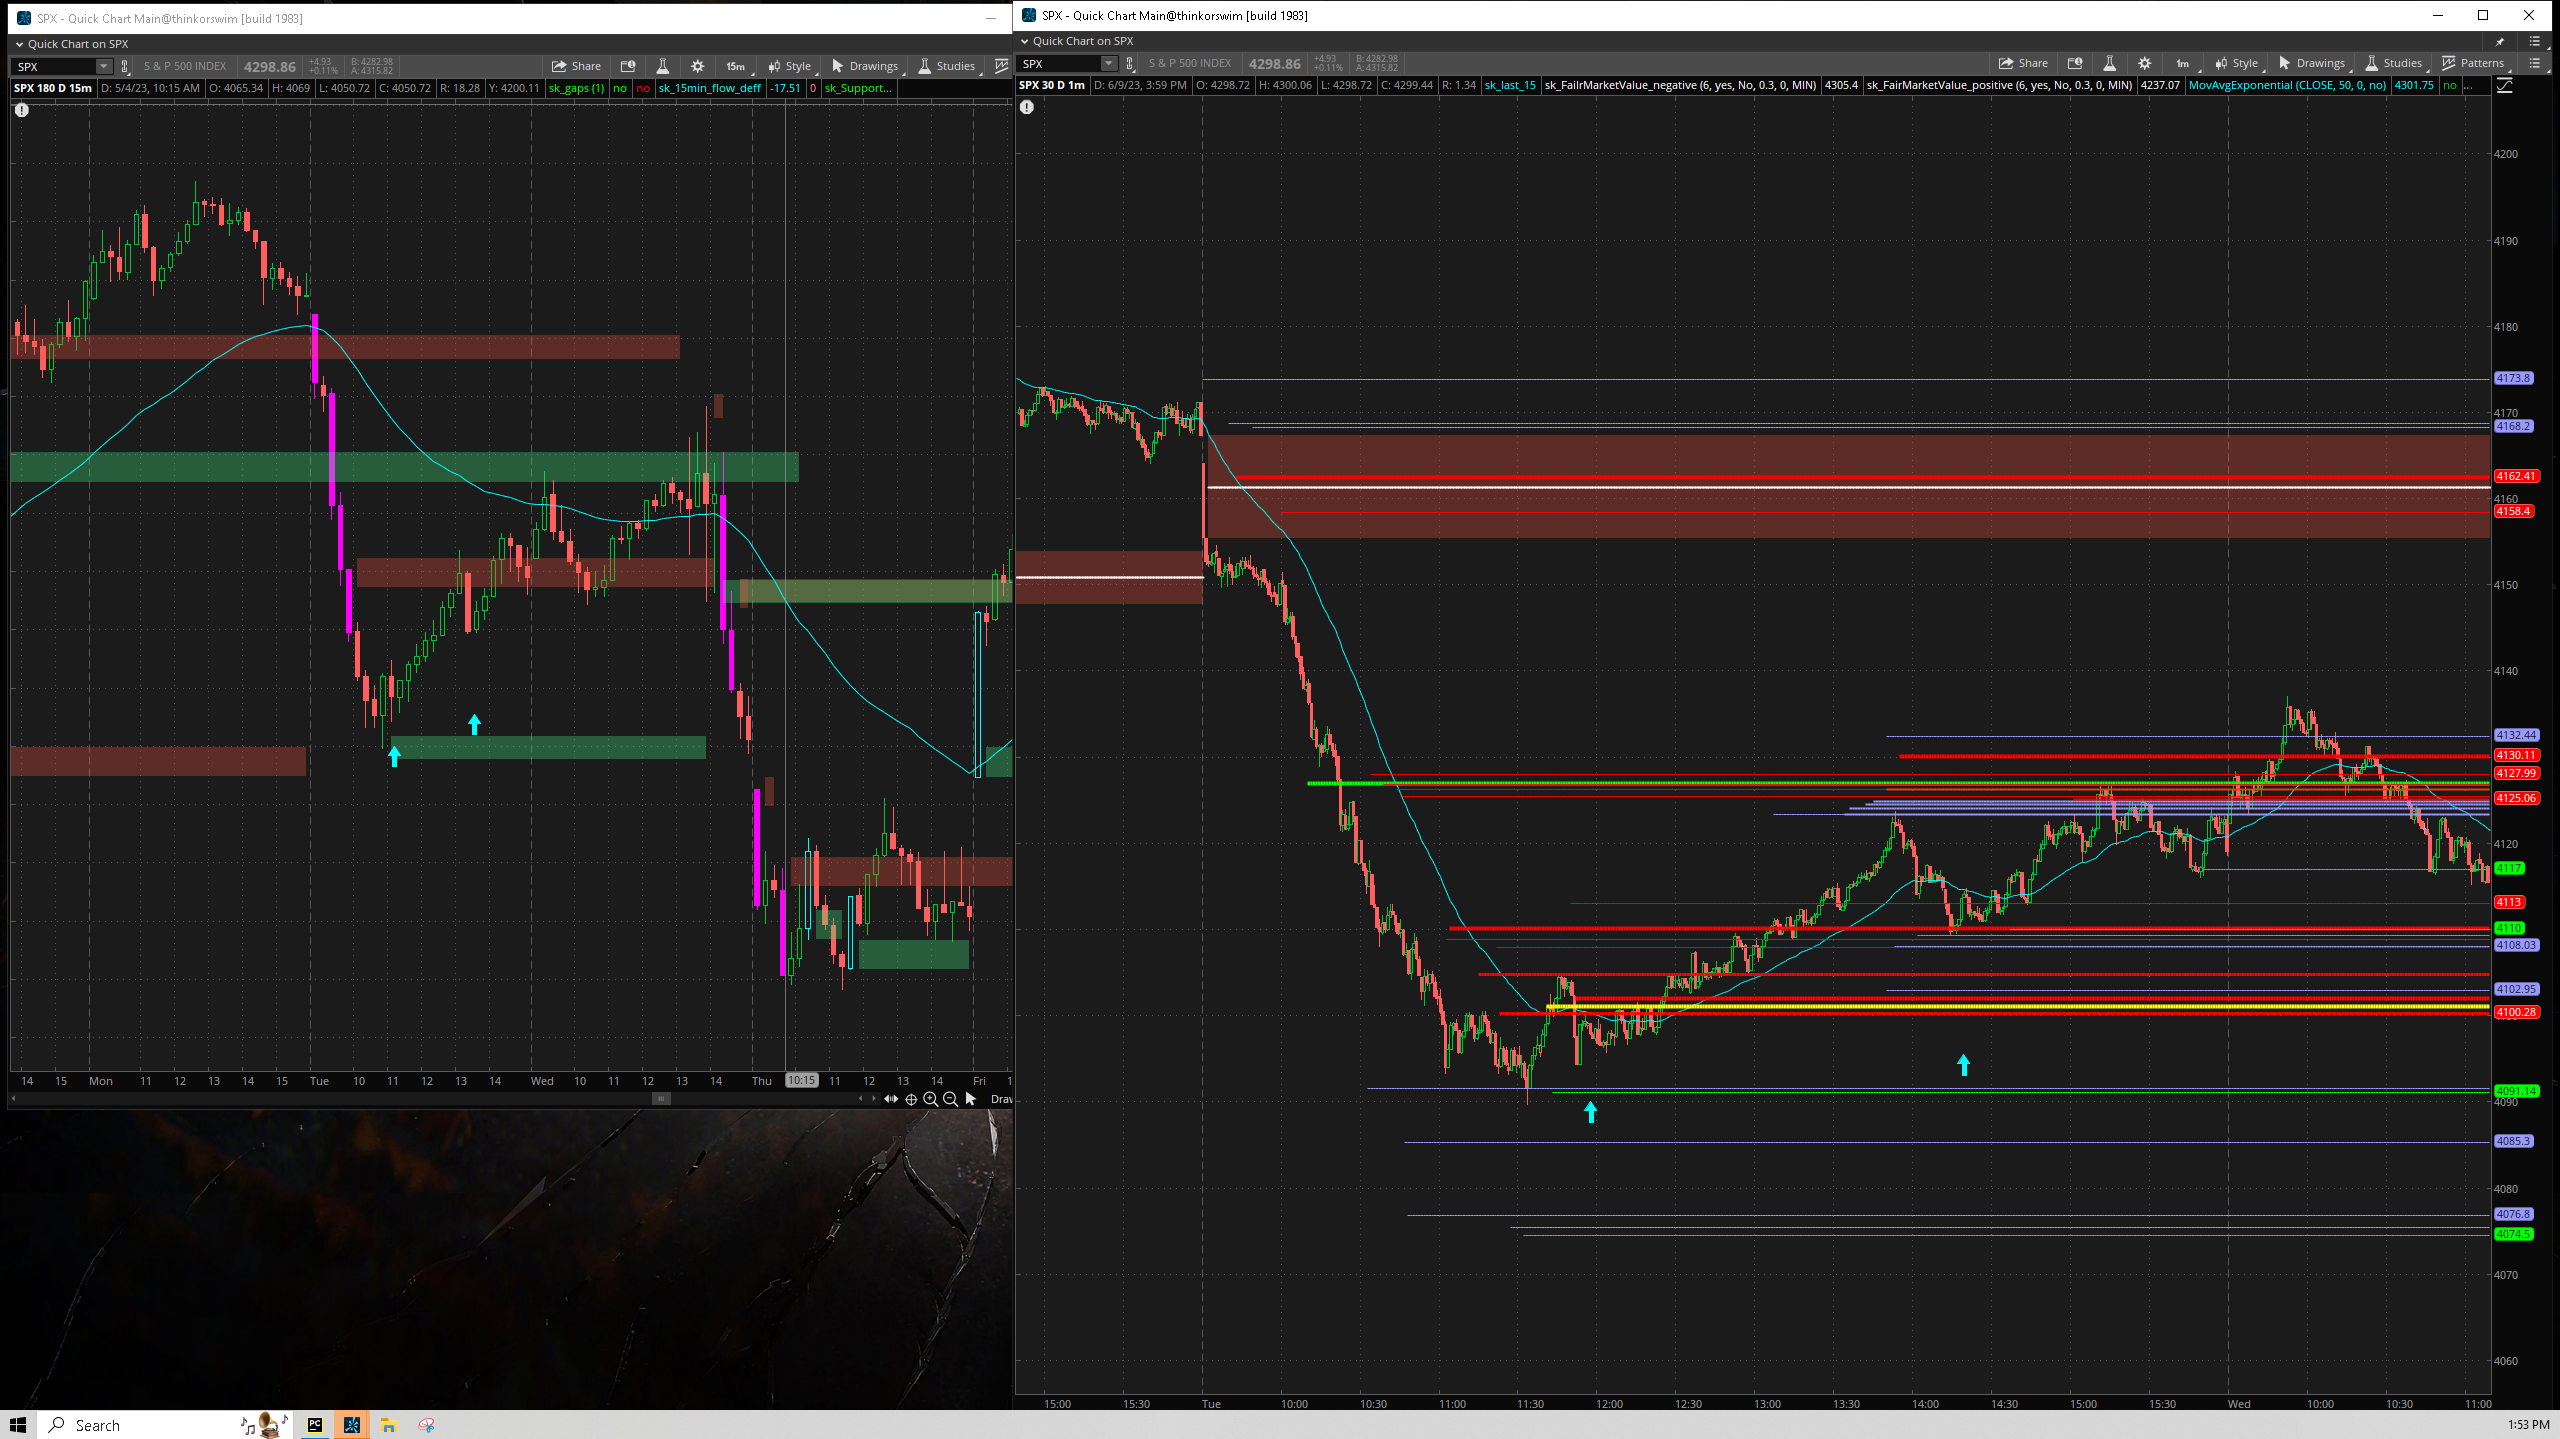 SPX - Quick Chart Main@thinkorswim [build 1983]
Quick Chart on SPX
SPX S & P 500 INDEX 4298.86 +4.93 +0.11% B: 4282.98 A: 4315.82 Share 15m Style Drawings Studies
SPX 180 D 15m D: 5/4/23, 10:15 AM O: 4065.34 H: 4069 L: 4050.72 C: 4050.72 R: 18.28 Y: 4200.11 sk_gaps (1) no no sk_15min_flow_deff -17.51 0 sk_Support...
14 15 Mon 11 12 13 14 15 Tue 10 11 12 13 14 Wed 10 11 12 13 14 Thu 10:15 11 12 13 14 Fri 1
Draw
SPX - Quick Chart Main@thinkorswim [build 1983]
Quick Chart on SPX
SPX S & P 500 INDEX 4298.86 +4.93 +0.11% B: 4282.98 A: 4315.82 Share 1m Style Drawings Studies Patterns
SPX 30 D 1m D: 6/9/23, 3:59 PM O: 4298.72 H: 4300.06 L: 4298.72 C: 4299.44 R: 1.34 sk_last_15 sk_FailrMarketValue_negative (6, yes, No, 0.3, 0, MIN) 4305.4 sk_FairMarketValue_positive (6, yes, No, 0.3, 0, MIN) 4237.07 MovAvgExponential (CLOSE, 50, 0, no) 4301.75 no ...
4200
4190
4180
4173.8
4170
4168.2
4162.41
4160
4158.4
4150
4140
4132.44
4130.11
4127.99
4125.06
4120
4117
4113
4110
4108.03
4102.95
4100.28
4091.14
4090
4085.3
4080
4076.8
4074.5
4070
4060
15:00 15:30 Tue 10:00 10:30 11:00 11:30 12:00 12:30 13:00 13:30 14:00 14:30 15:00 15:30 Wed 10:00 10:30 11:00
Search PC 1:53 PM